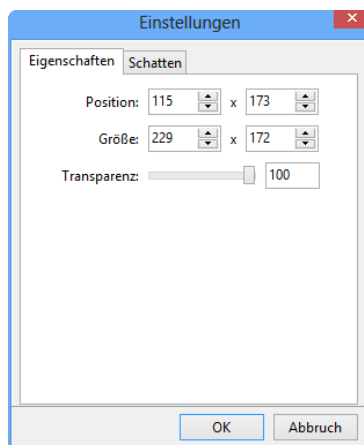 Einstellungen
Eigenschaften Schatten
Position: 115 x 173
Größe: 229 x 172
Transparenz: 100
OK Abbruch